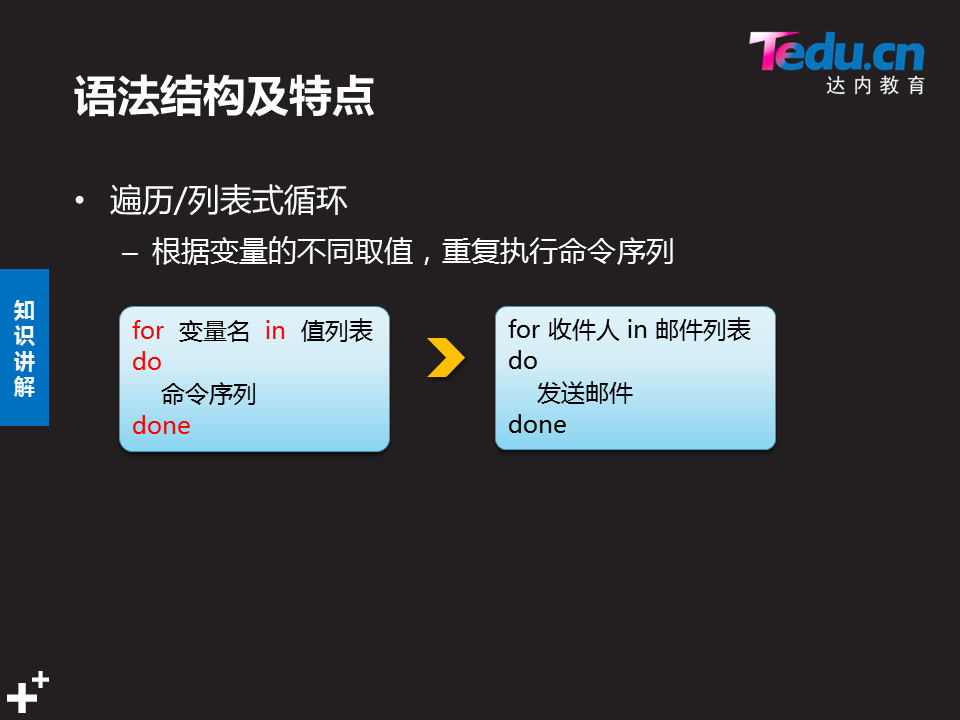 Tedu.cn
达内教育
语法结构及特点
• 遍历/列表式循环
– 根据变量的不同取值，重复执行命令序列
知识讲解
for 变量名 in 值列表
do
命令序列
done
for 收件人 in 邮件列表
do
发送邮件
done